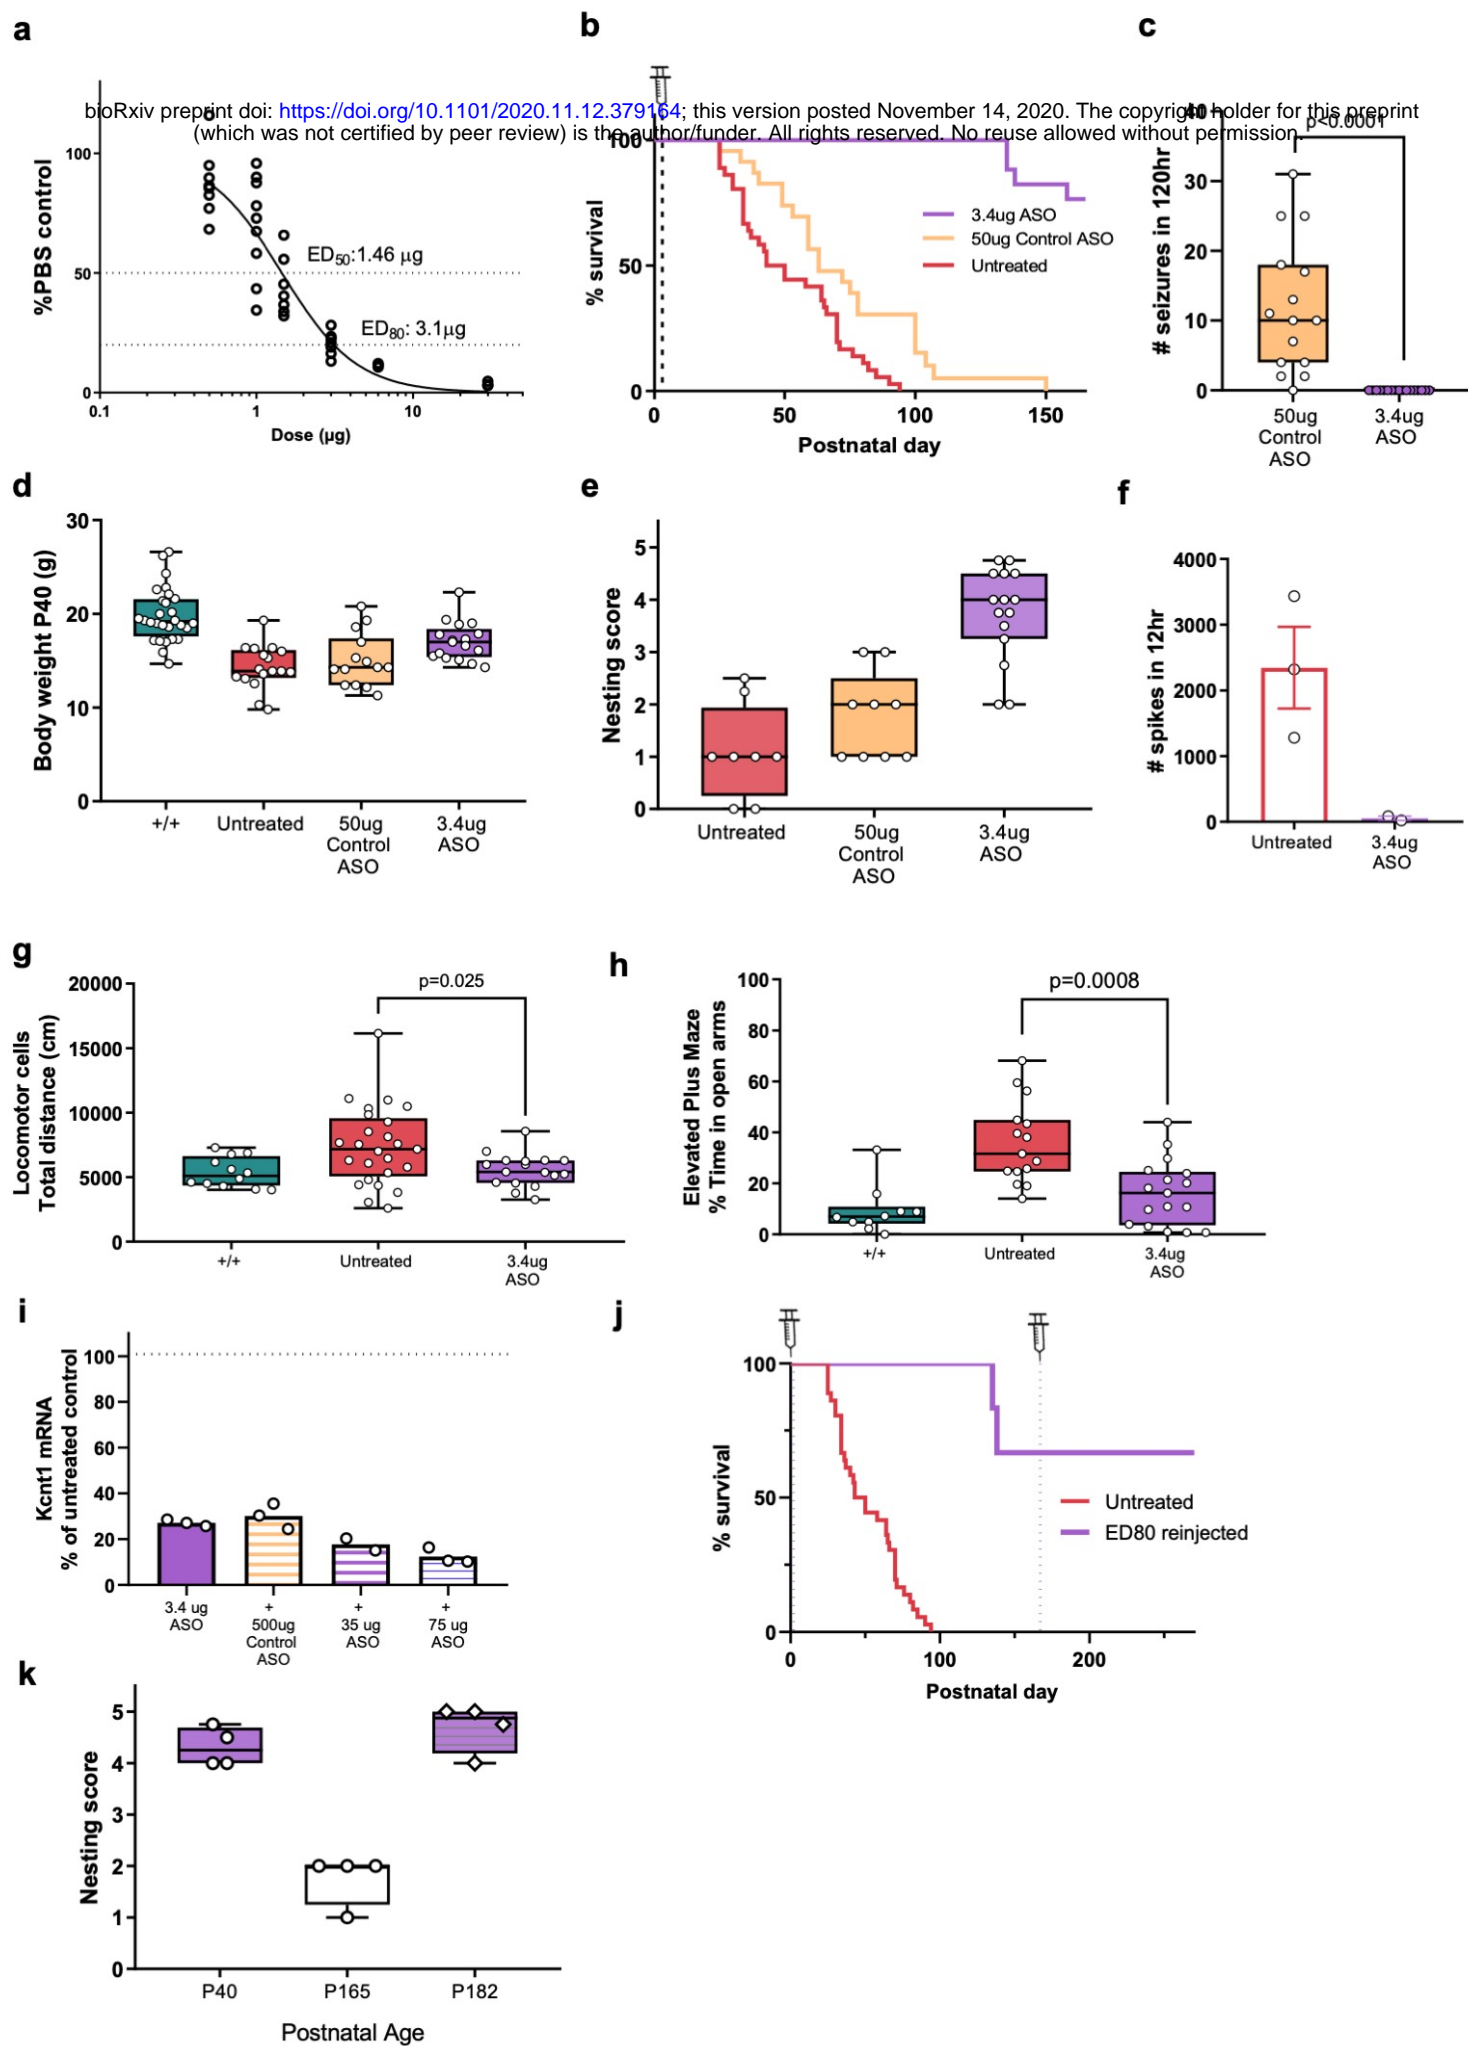 a
b
c
bioRxiv preprint doi: https://doi.org/10.1101/2020.11.12.379164; this version posted November 14, 2020. The copyright holder for this preprint
(which was not certified by peer review) is the author/funder. All rights reserved. No reuse allowed without permission.
%PBS control
100
50
0
ED50:1.46 µg
ED80: 3.1µg
0.1
1
10
Dose (µg)
% survival
100
50
0
3.4ug ASO
50ug Control ASO
Untreated
0
50
100
150
Postnatal day
# seizures in 120hr
40
30
20
10
0
p<0.0001
50ug
Control
ASO
3.4ug
ASO
d
Body weight P40 (g)
30
20
10
0
+/+
Untreated
50ug
Control
ASO
3.4ug
ASO
e
Nesting score
5
4
3
2
1
0
Untreated
50ug
Control
ASO
3.4ug
ASO
f
# spikes in 12hr
4000
3000
2000
1000
0
Untreated
3.4ug
ASO
g
Locomotor cells
Total distance (cm)
20000
15000
10000
5000
0
p=0.025
+/+
Untreated
3.4ug
ASO
h
Elevated Plus Maze
% Time in open arms
100
80
60
40
20
0
p=0.0008
+/+
Untreated
3.4ug
ASO
i
Kcnt1 mRNA
% of untreated control
100
80
60
40
20
0
3.4 ug
ASO
+
500ug
Control
ASO
+
35 ug
ASO
+
75 ug
ASO
j
% survival
100
50
0
Untreated
ED80 reinjected
0
100
200
Postnatal day
k
Nesting score
5
4
3
2
1
0
P40
P165
P182
Postnatal Age